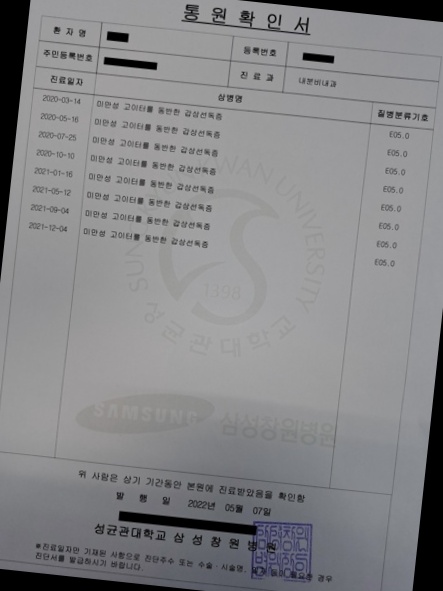 통 원 확 인 서
환 자 명
등록번호
주민등록번호
진 료 과 내분비내과
진료일자 상병명 질병분류기호
2020-03-14 미만성 고이터를 동반한 갑상선독증 E05.0
2020-05-16 미만성 고이터를 동반한 갑상선독증 E05.0
2020-07-25 미만성 고이터를 동반한 갑상선독증 E05.0
2020-10-10 미만성 고이터를 동반한 갑상선독증 E05.0
2021-01-16 미만성 고이터를 동반한 갑상선독증 E05.0
2021-05-12 미만성 고이터를 동반한 갑상선독증 E05.0
2021-09-04 미만성 고이터를 동반한 갑상선독증 E05.0
2021-12-04 미만성 고이터를 동반한 갑상선독증 E05.0
SUNGKYUNKWAN UNIVERSITY
1398
성균관대학교
SAMSUNG 삼성창원병원
위 사람은 상기 기간동안 본원에 진료받았음을 확인함
발 행 일 2022년 05월 07일
성균관대학교 삼 성 창 원 병 원
※진료일자만 기재된 사항으로 진단주수 또는 수술·시술명, 필요한 경우
진단서를 발급하시기 바랍니다.